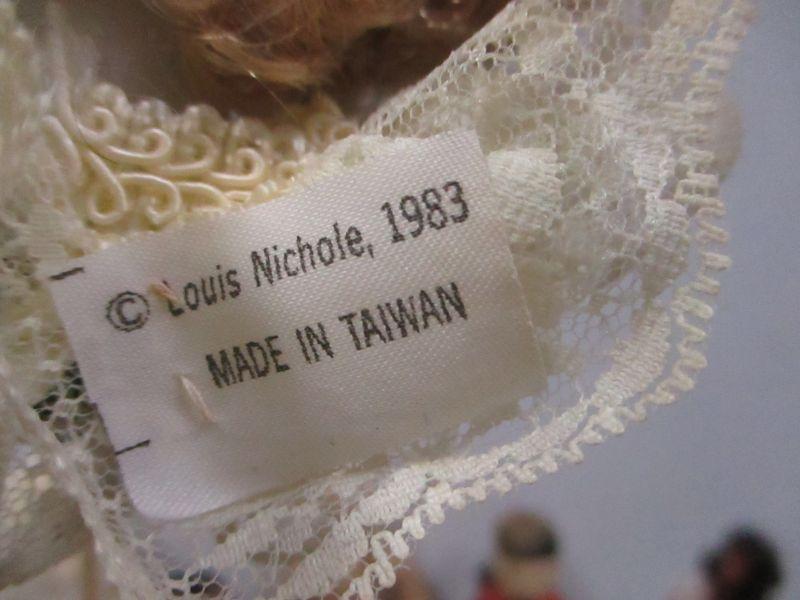 © Louis Nichole, 1983
MADE IN TAIWAN